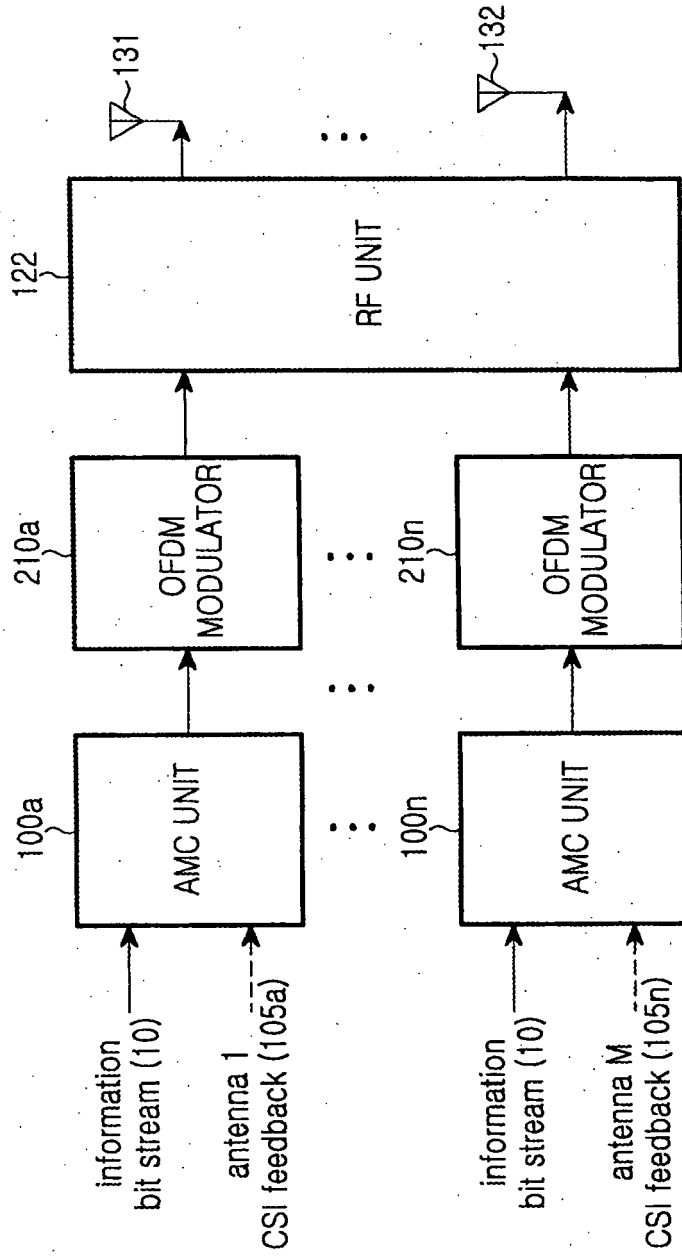 information
bit stream (10)
antenna 1
CSI feedback (105a)
100a
AMC UNIT
210a
OFDM
MODULATOR
122
RF UNIT
131
132
information
bit stream (10)
antenna M
CSI feedback (105n)
100n
AMC UNIT
210n
OFDM
MODULATOR